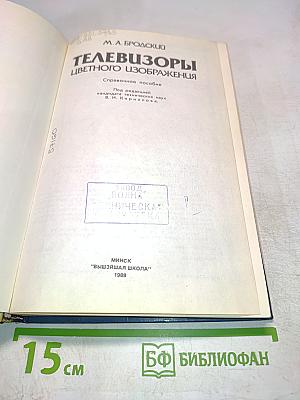 М. А. БРОДСКИЙ
ТЕЛЕВИЗОРЫ
ЦВЕТНОГО ИЗОБРАЖЕНИЯ
Справочное пособие
Под редакцией
кандидата технических наук
ЗАВОД
МИНСК
"ВЫШЭЙШАЯ ШКОЛА"
1988
15 см
БФ БИБЛИОФАН